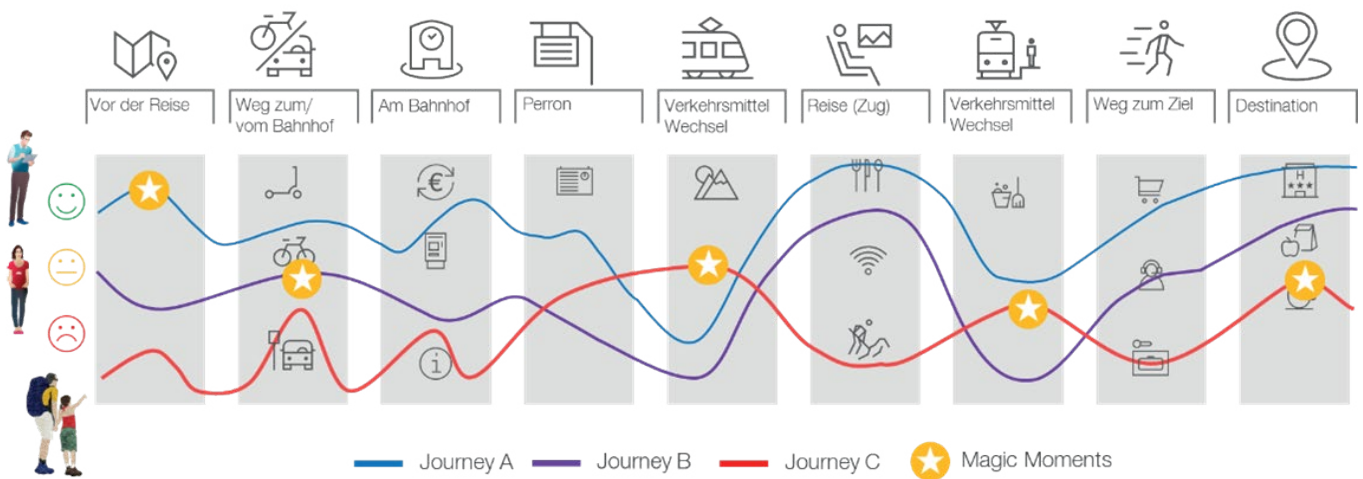 Vor der Reise
Weg zum/
vom Bahnhof
Am Bahnhof
Perron
Verkehrsmittel
Wechsel
Reise (Zug)
Verkehrsmittel
Wechsel
Weg zum Ziel
Destination
€
i
H
Journey A
Journey B
Journey C
Magic Moments